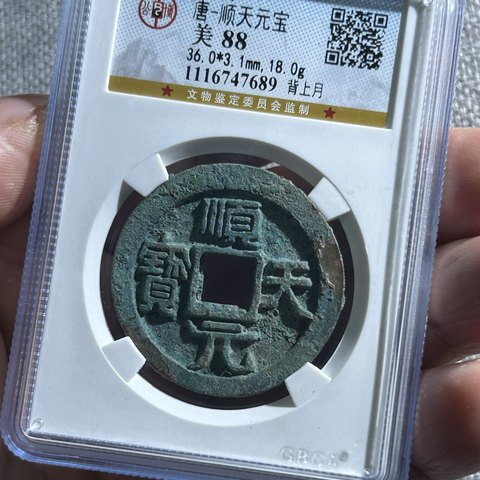 唐-顺天元宝
美 88
36.0*3.1mm,18.0g
1116747689 背上月
★ 文物鉴定委员会监制 ★
順
天
元
寶
GBCA